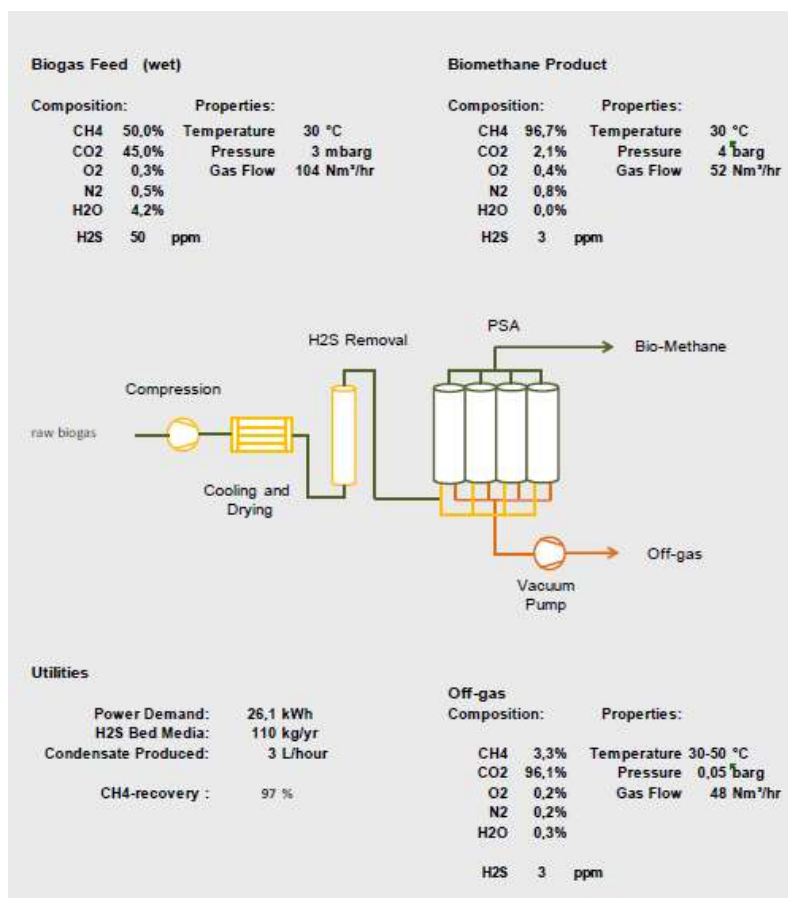 Biogas Feed (wet)
Composition: Properties:
CH4 50,0% Temperature 30 °C
CO2 45,0% Pressure 3 mbarg
O2 0,3% Gas Flow 104 Nm³/hr
N2 0,5%
H2O 4,2%
H2S 50 ppm
Biomethane Product
Composition: Properties:
CH4 96,7% Temperature 30 °C
CO2 2,1% Pressure 4 barg
O2 0,4% Gas Flow 52 Nm³/hr
N2 0,8%
H2O 0,0%
H2S 3 ppm
PSA
H2S Removal
Bio-Methane
Compression
raw biogas
Cooling and
Drying
Off-gas
Vacuum
Pump
Utilities
Power Demand: 26,1 kWh
H2S Bed Media: 110 kg/yr
Condensate Produced: 3 L/hour
CH4-recovery : 97 %
Off-gas
Composition: Properties:
CH4 3,3% Temperature 30-50 °C
CO2 96,1% Pressure 0,05 barg
O2 0,2% Gas Flow 48 Nm³/hr
N2 0,2%
H2O 0,3%
H2S 3 ppm